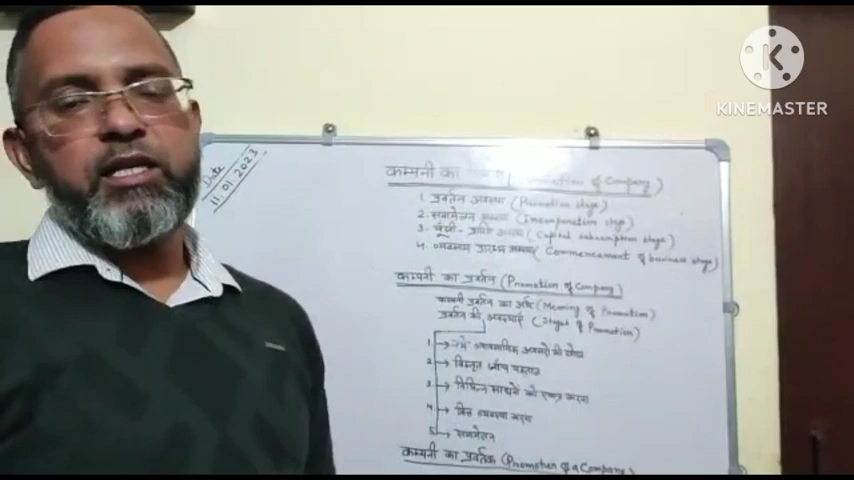 KINEMASTER
Date
11.01.2023
कम्पनी का of Company)
1. प्रवर्तन अवस्था (Promotion stage)
2. समामेलन अवस्था (Incorporation stage)
3. पूँजी - अवस्था (Capital subscription stage)
4. व्यवसाय प्रारम्भ अवस्था (Commencement of business stage)
कम्पनी का प्रवर्तन (Promotion of Company)
कम्पनी प्रवर्तन का अर्थ (Meaning of Promotion)
प्रवर्तन की अवस्थाएँ (Stages of Promotion)
1. → व्यावसायिक अवसरों की खोज
2. → विस्तृत जाँच पड़ताल
3. → विभिन्न साधनों को एकत्र करना
4. → वित्त व्यवस्था करना
5. → समामेलन
कम्पनी का प्रवर्तक (Promoter of a Company)